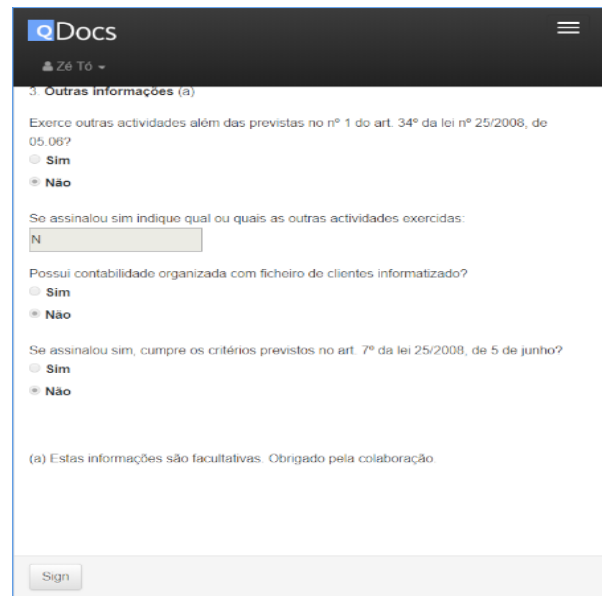 QDocs
Zé Tó
3. Outras informações (a)
Exerce outras actividades além das previstas no nº 1 do art. 34º da lei nº 25/2008, de
05.06?
Sim
Não
Se assinalou sim indique qual ou quais as outras actividades exercidas:
N
Possui contabilidade organizada com ficheiro de clientes informatizado?
Sim
Não
Se assinalou sim, cumpre os critérios previstos no art. 7º da lei 25/2008, de 5 de junho?
Sim
Não
(a) Estas informações são facultativas. Obrigado pela colaboração.
Sign